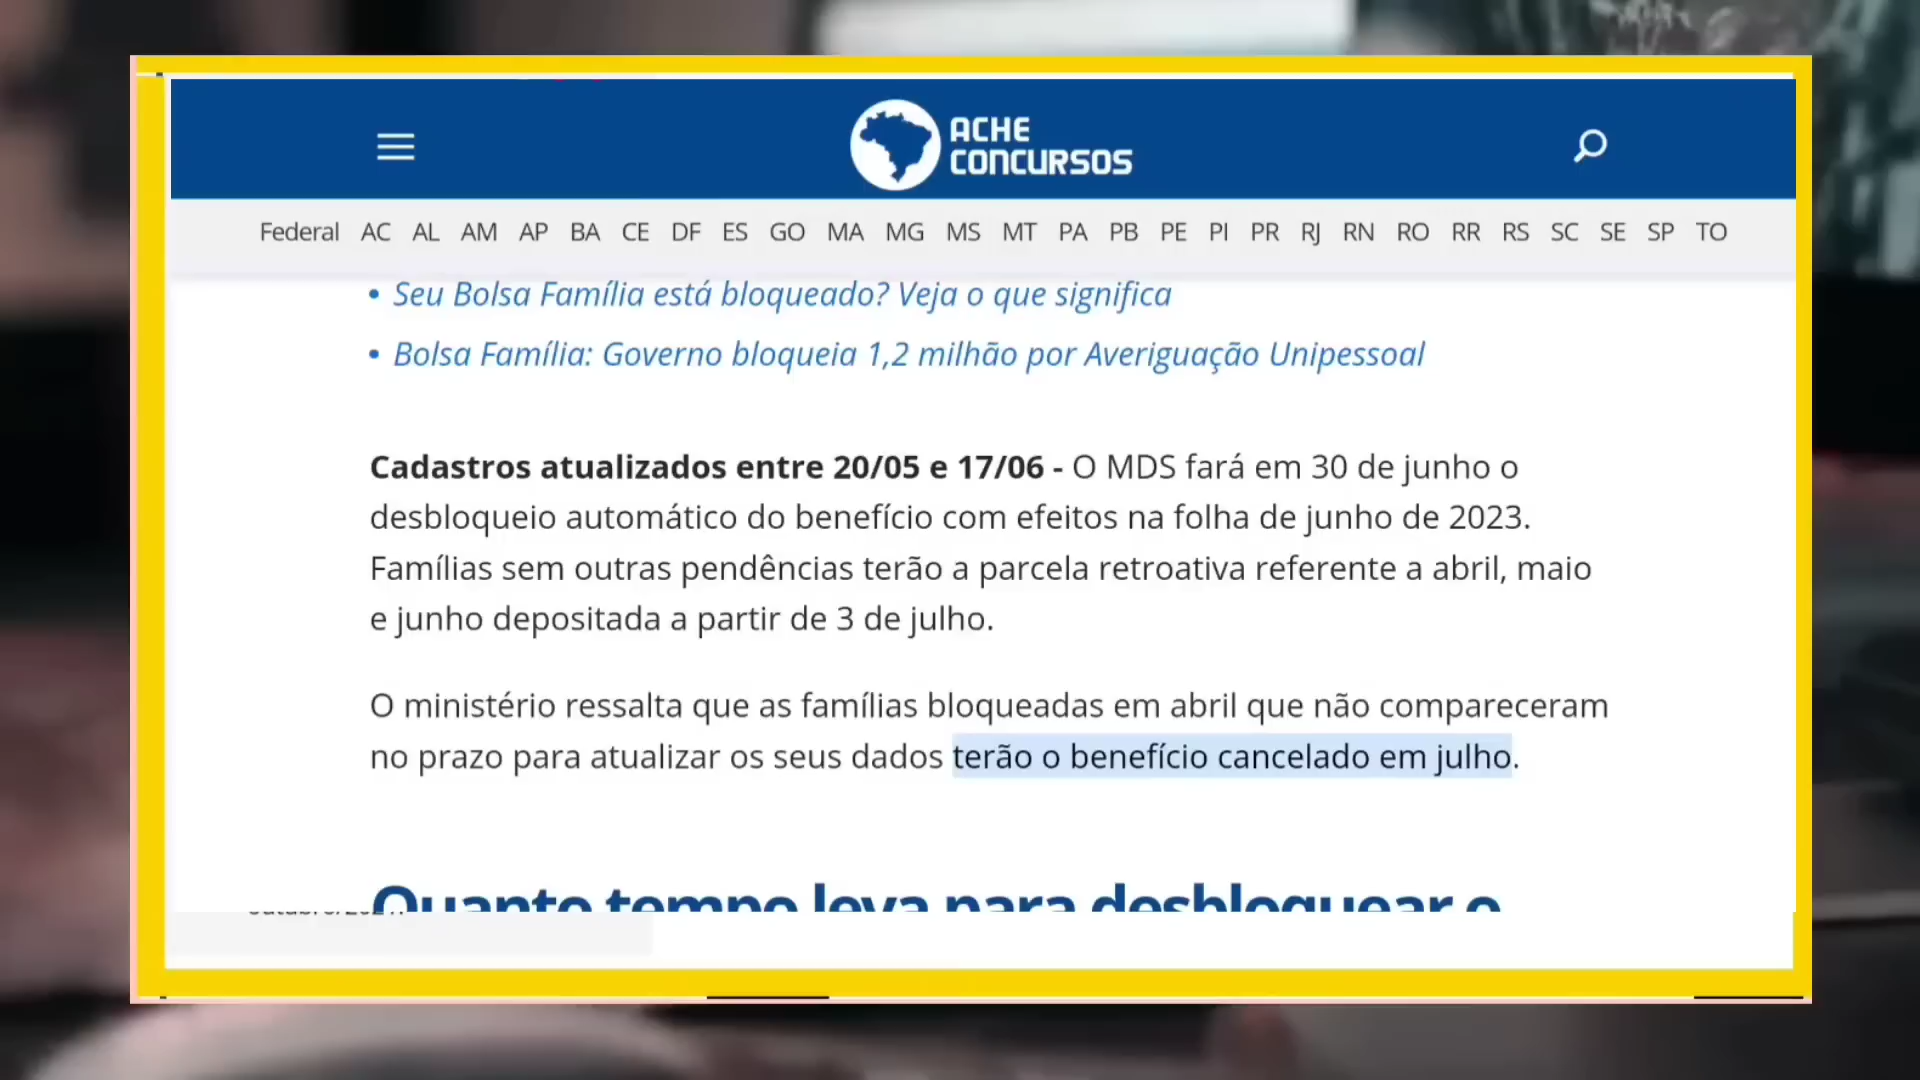 ACHE
CONCURSOS
Federal AC AL AM AP BA CE DF ES GO MA MG MS MT PA PB PE PI PR RJ RN RO RR RS SC SE SP TO
• Seu Bolsa Família está bloqueado? Veja o que significa
• Bolsa Família: Governo bloqueia 1,2 milhão por Averiguação Unipessoal
Cadastros atualizados entre 20/05 e 17/06 - O MDS fará em 30 de junho o
desbloqueio automático do benefício com efeitos na folha de junho de 2023.
Famílias sem outras pendências terão a parcela retroativa referente a abril, maio
e junho depositada a partir de 3 de julho.
O ministério ressalta que as famílias bloqueadas em abril que não compareceram
no prazo para atualizar os seus dados terão o benefício cancelado em julho.
Quanto tempo leva para desbloquear o